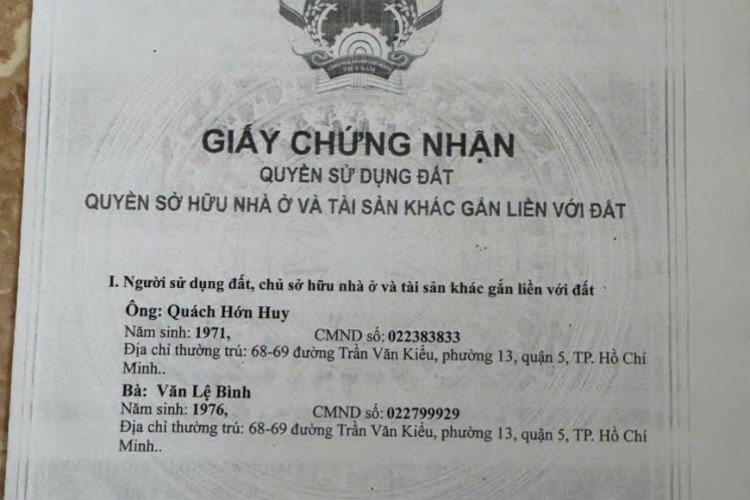 GIẤY CHỨNG NHẬN
QUYỀN SỬ DỤNG ĐẤT
QUYỀN SỞ HỮU NHÀ Ở VÀ TÀI SẢN KHÁC GẮN LIỀN VỚI ĐẤT
I. Người sử dụng đất, chủ sở hữu nhà ở và tài sản khác gắn liền với đất
Ông: Quách Hớn Huy
Năm sinh: 1971, CMND số: 022383833
Địa chỉ thường trú: 68-69 đường Trần Văn Kiểu, phường 13, quận 5, TP. Hồ Chí
Minh..
Bà: Văn Lệ Bình
Năm sinh: 1976, CMND số: 022799929
Địa chỉ thường trú: 68-69 đường Trần Văn Kiểu, phường 13, quận 5, TP. Hồ Chí
Minh..